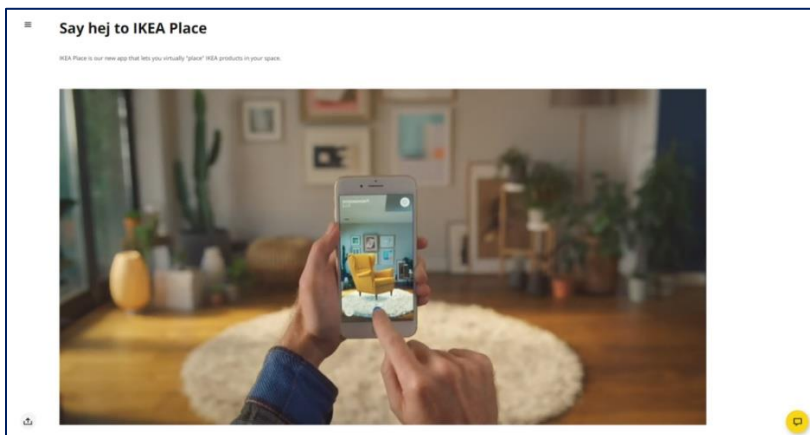 Say hej to IKEA Place
IKEA Place is our new app that lets you virtually "place" IKEA products in your space.